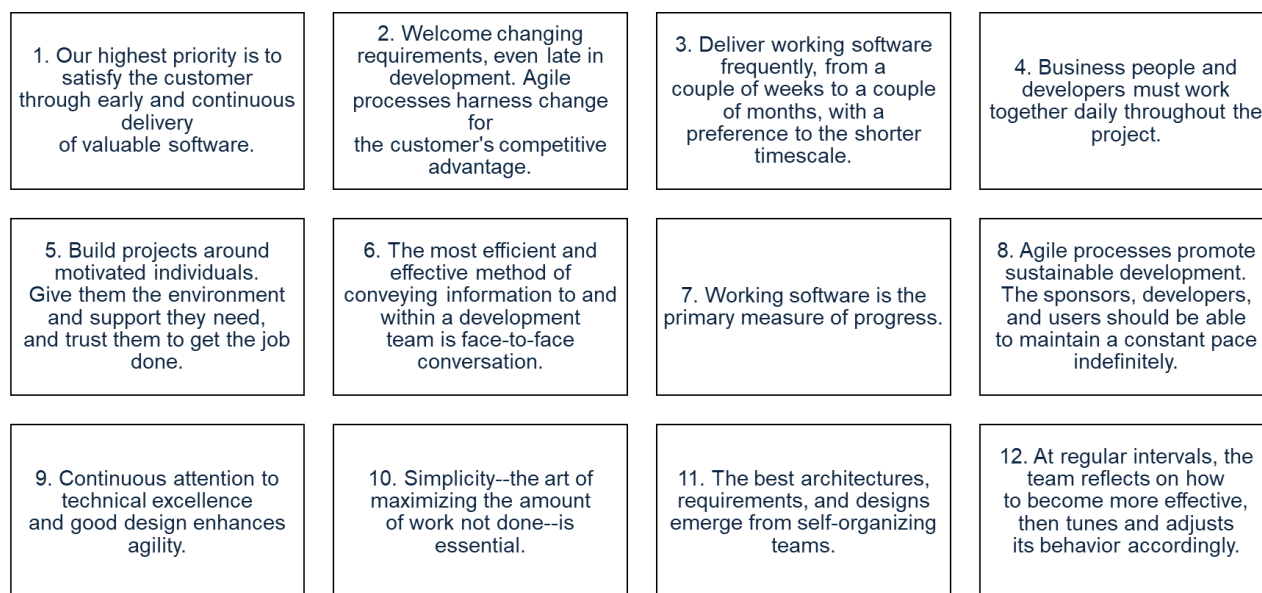 1. Our highest priority is to
satisfy the customer
through early and continuous
delivery
of valuable software.
2. Welcome changing
requirements, even late in
development. Agile
processes harness change
for
the customer's competitive
advantage.
3. Deliver working software
frequently, from a
couple of weeks to a couple
of months, with a
preference to the shorter
timescale.
4. Business people and
developers must work
together daily throughout the
project.
5. Build projects around
motivated individuals.
Give them the environment
and support they need,
and trust them to get the job
done.
6. The most efficient and
effective method of
conveying information to and
within a development
team is face-to-face
conversation.
7. Working software is the
primary measure of progress.
8. Agile processes promote
sustainable development.
The sponsors, developers,
and users should be able
to maintain a constant pace
indefinitely.
9. Continuous attention to
technical excellence
and good design enhances
agility.
10. Simplicity--the art of
maximizing the amount
of work not done--is
essential.
11. The best architectures,
requirements, and designs
emerge from self-organizing
teams.
12. At regular intervals, the
team reflects on how
to become more effective,
then tunes and adjusts
its behavior accordingly.